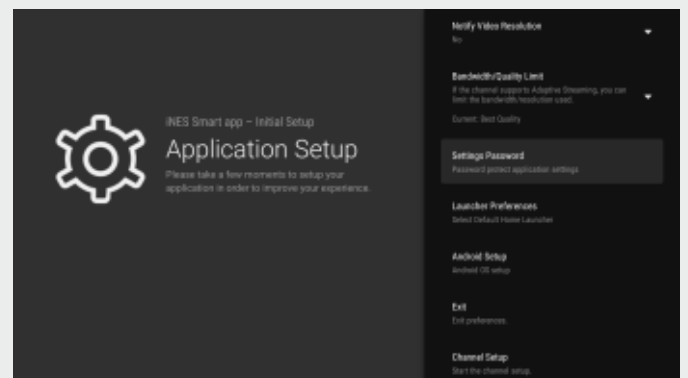 iNES Smart app – Initial Setup
Application Setup
Please take a few moments to setup your
application in order to improve your experience.
Notify Video Resolution
No
Bandwidth/Quality Limit
If the channel supports Adaptive Streaming, you can
limit the bandwidth/resolution used.
Current: Best Quality
Settings Password
Password protect application settings
Launcher Preferences
Select Default Home Launcher
Android Setup
Android OS setup
Exit
Exit preferences.
Channel Setup
Start the channel setup.